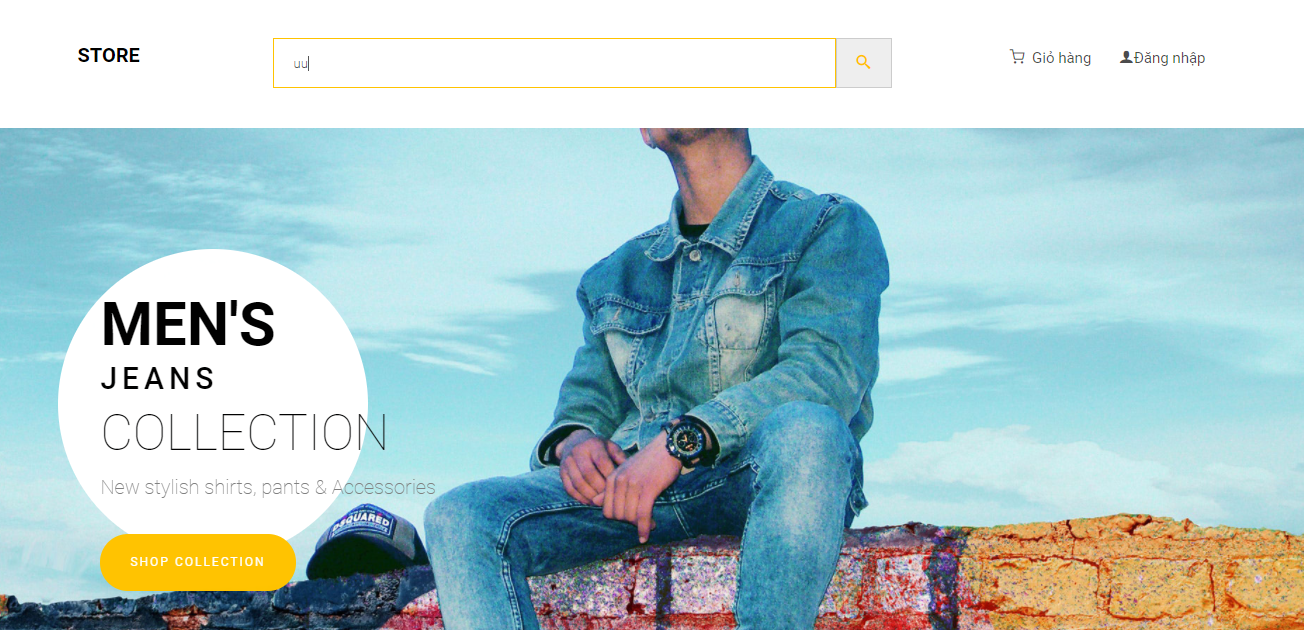 STORE
uu
Giỏ hàng
Đăng nhập
MEN'S
JEANS
COLLECTION
New stylish shirts, pants & Accessories
DSQUARED
SHOP COLLECTION